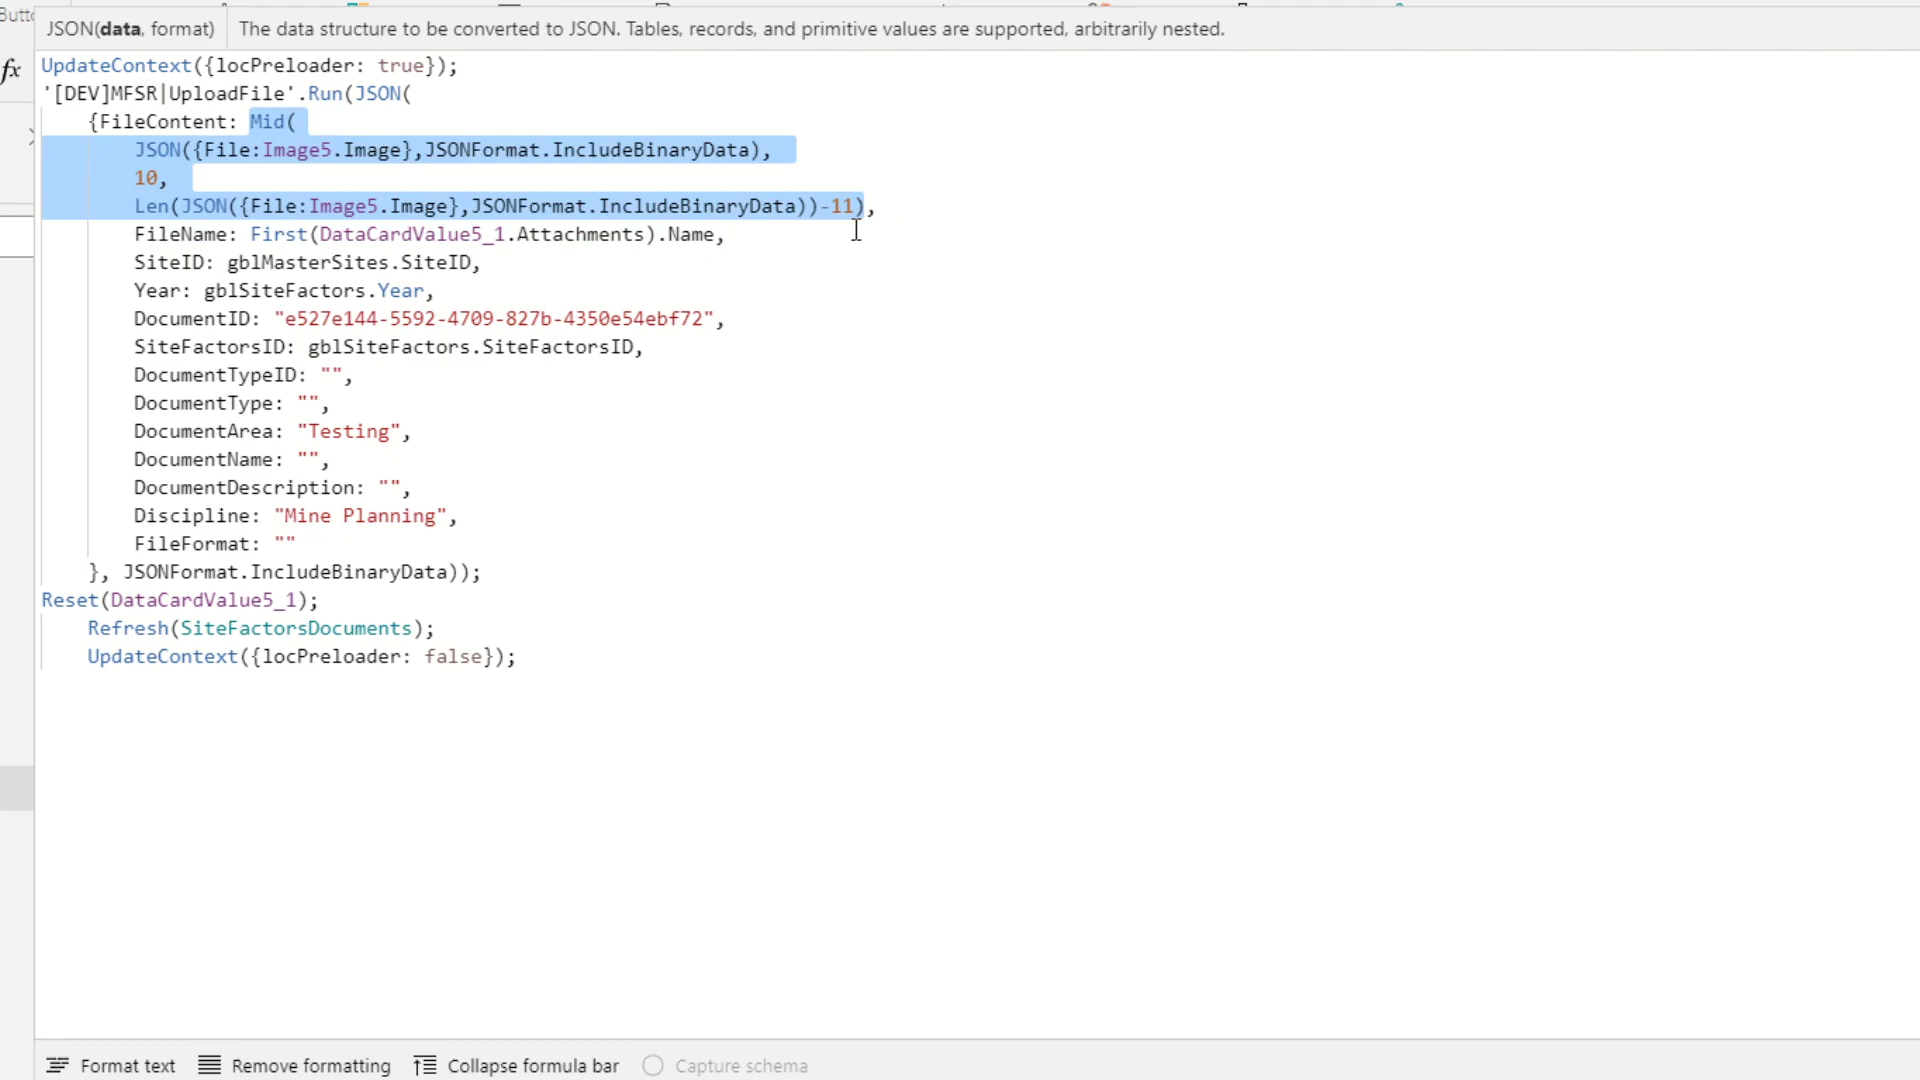 Butto
JSON(data, format) The data structure to be converted to JSON. Tables, records, and primitive values are supported, arbitrarily nested.
fx
UpdateContext({locPreloader: true});
'[DEV]MFSR|UploadFile'.Run(JSON(
{FileContent: Mid(
JSON({File:Image5.Image},JSONFormat.IncludeBinaryData),
10,
Len(JSON({File:Image5.Image},JSONFormat.IncludeBinaryData))-11),
FileName: First(DataCardValue5_1.Attachments).Name,
SiteID: gblMasterSites.SiteID,
Year: gblSiteFactors.Year,
DocumentID: "e527e144-5592-4709-827b-4350e54ebf72",
SiteFactorsID: gblSiteFactors.SiteFactorsID,
DocumentTypeID: "",
DocumentType: "",
DocumentArea: "Testing",
DocumentName: "",
DocumentDescription: "",
Discipline: "Mine Planning",
FileFormat: ""
}, JSONFormat.IncludeBinaryData));
Reset(DataCardValue5_1);
Refresh(SiteFactorsDocuments);
UpdateContext({locPreloader: false});
Format text Remove formatting Collapse formula bar Capture schema